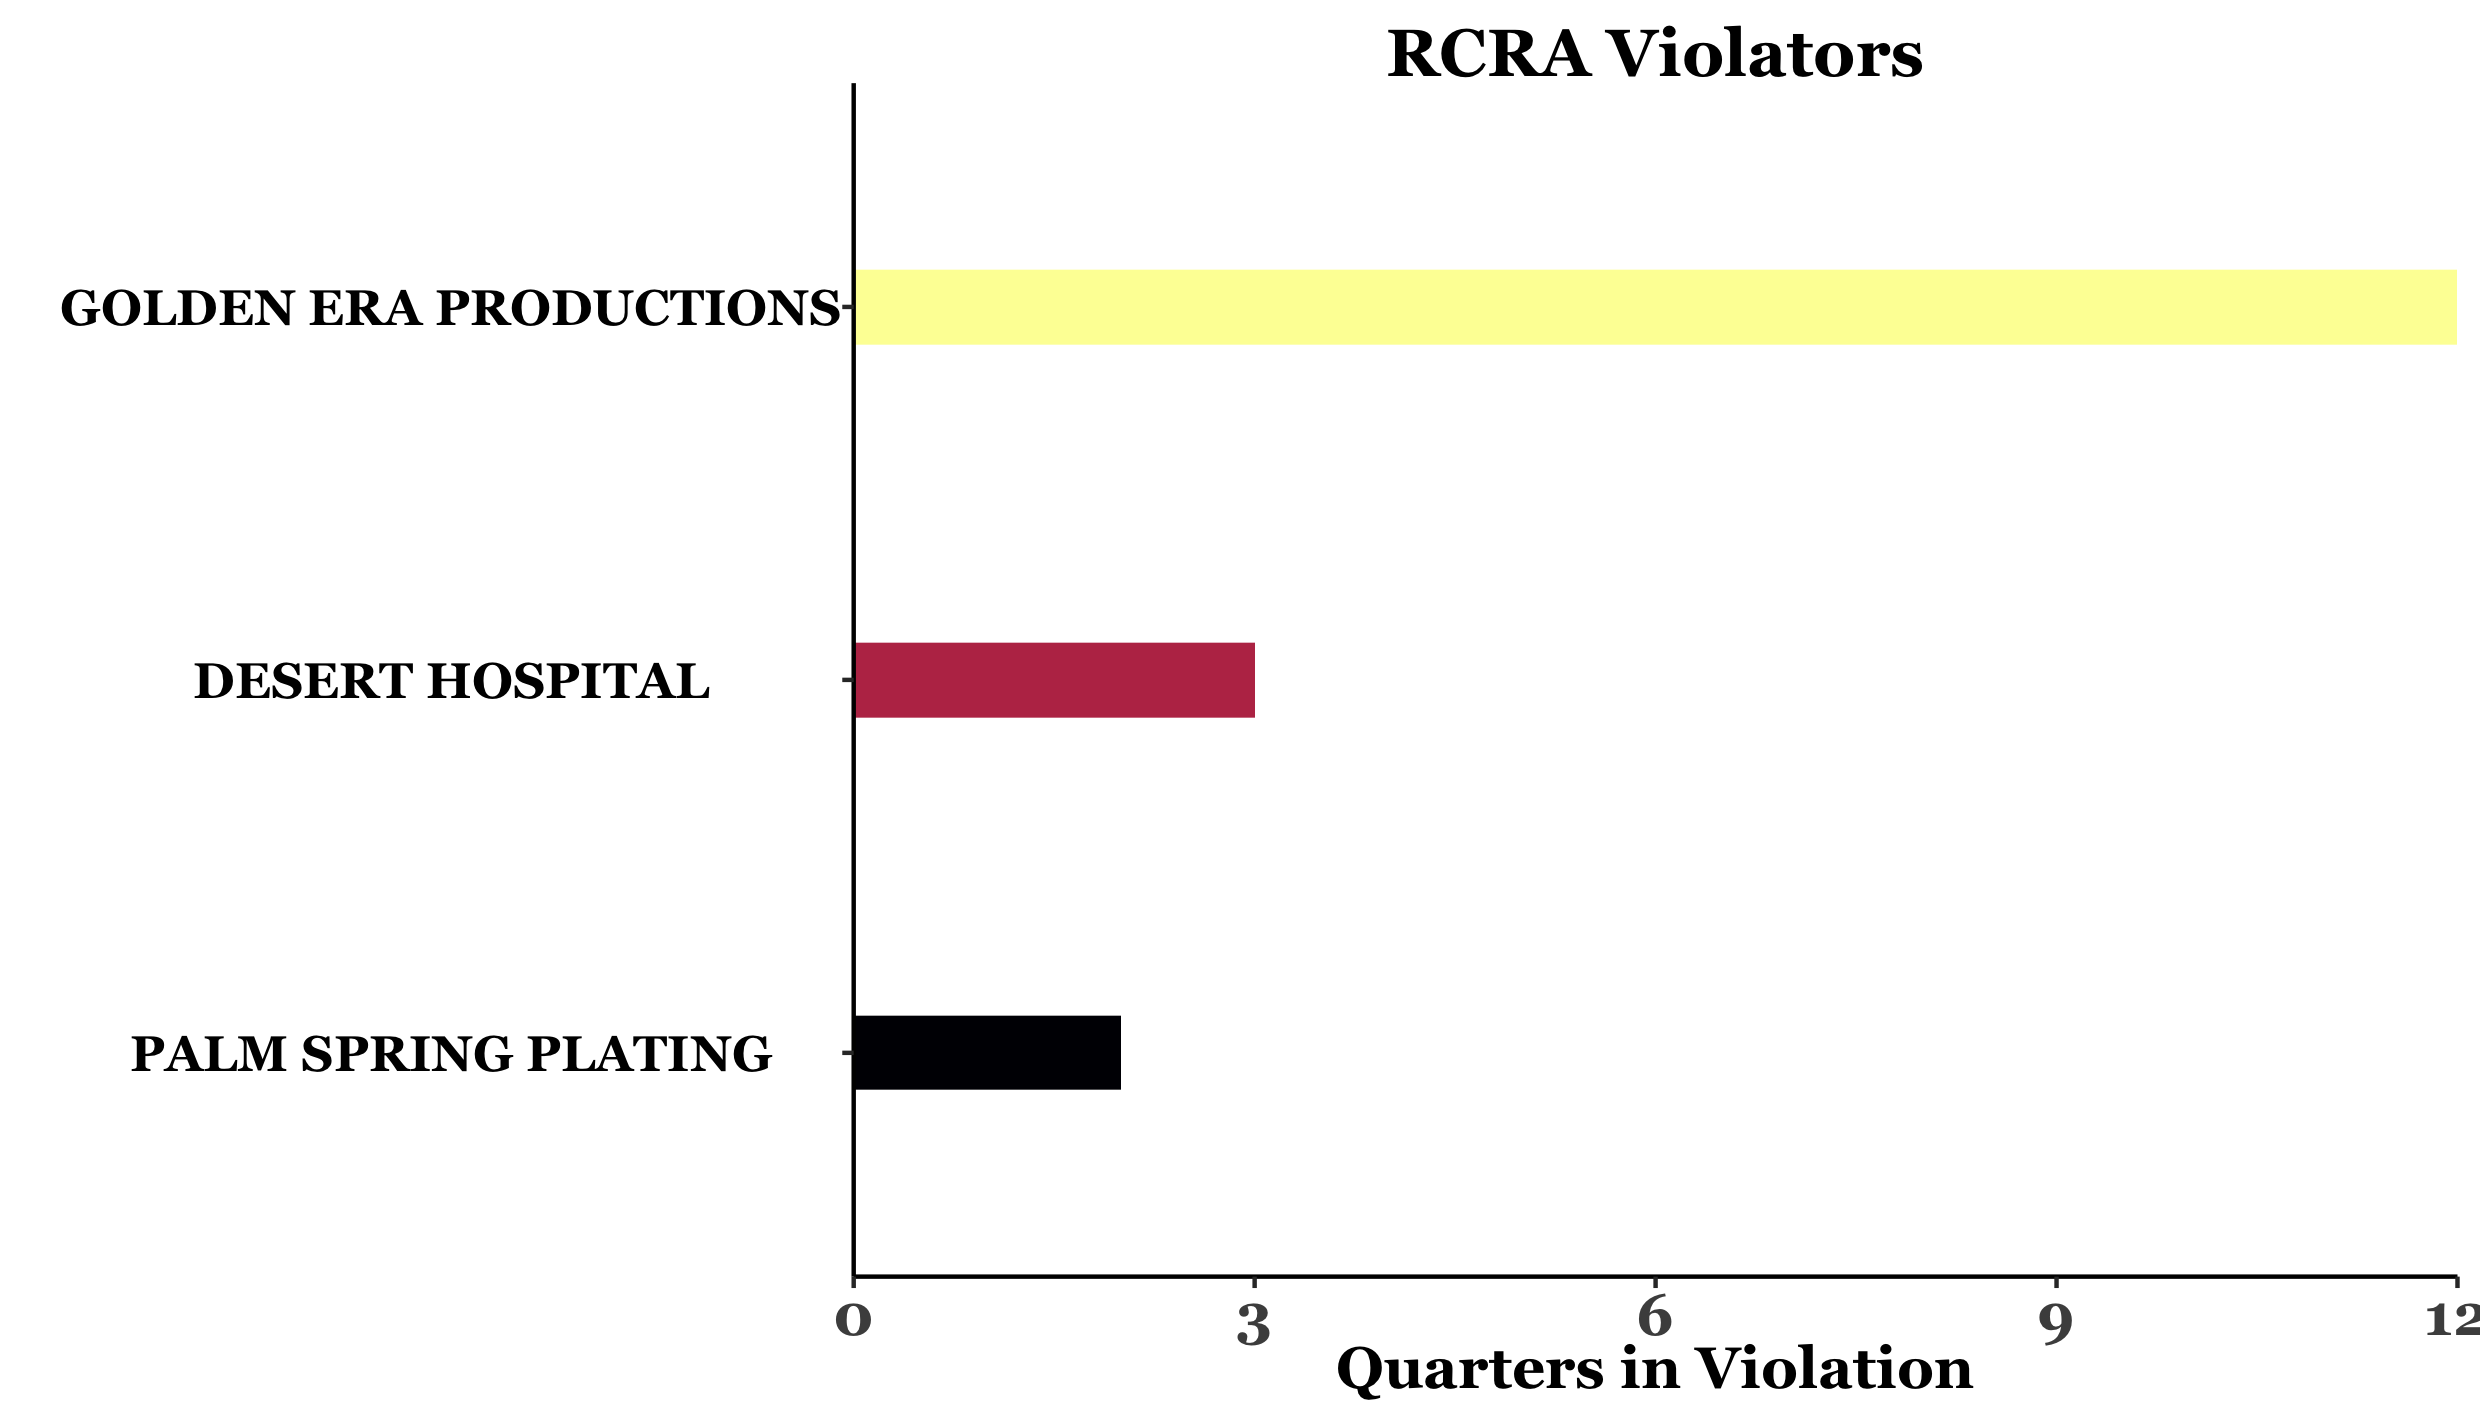 RCRA Violators
GOLDEN ERA PRODUCTIONS
DESERT HOSPITAL
PALM SPRING PLATING
0 3 6 9 12
Quarters in Violation